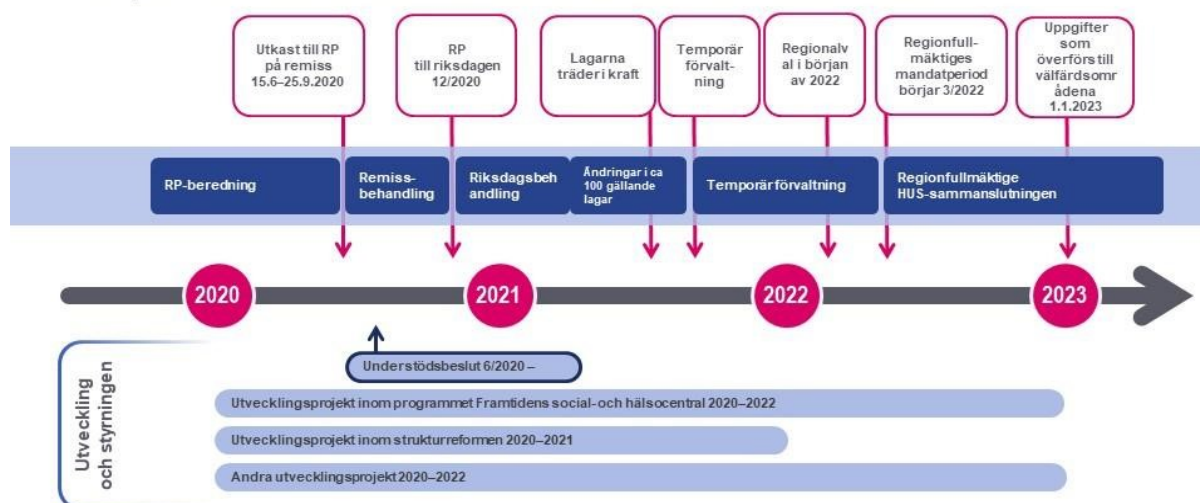 Utkast till RP
på remiss
15.6–25.9.2020
RP
till riksdagen
12/2020
Lagarna
träder i kraft
Temporär
förvalt-
ning
Regionalv
al i början
av 2022
Regionfull-
mäktiges
mandatperiod
börjar 3/2022
Uppgifter
som
överförs till
välfärdsomr
ådena
1.1.2023
RP-beredning
Remiss-
behandling
Riksdagsbeh
andling
Ändringar i ca
100 gällande
lagar
Temporär förvaltning
Regionfullmäktige
HUS-sammanslutningen
2020
2021
2022
2023
Utveckling
och styrningen
Understödsbeslut 6/2020 –
Utvecklingsprojekt inom programmet Framtidens social-och hälsocentral 2020–2022
Utvecklingsprojekt inom strukturreformen 2020–2021
Andra utvecklingsprojekt 2020–2022